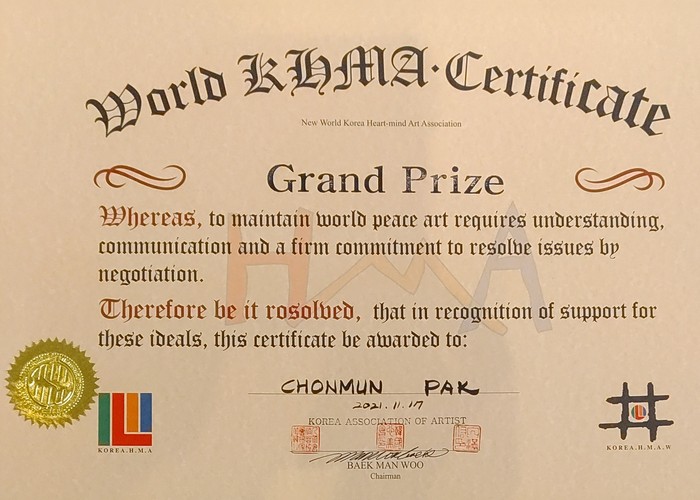 World KHMA·Certificate
New World Korea Heart-mind Art Association
Grand Prize
Whereas, to maintain world peace art requires understanding,
communication and a firm commitment to resolve issues by
negotiation.
HMA
Therefore be it rosolved, that in recognition of support for
these ideals, this certificate be awarded to:
CHONMUN PAK
2021.11.17
KOREA ASSOCIATION OF ARTIST
BAEK MAN WOO
Chairman
KOREA.H.M.A
KOREA.H.M.A.W